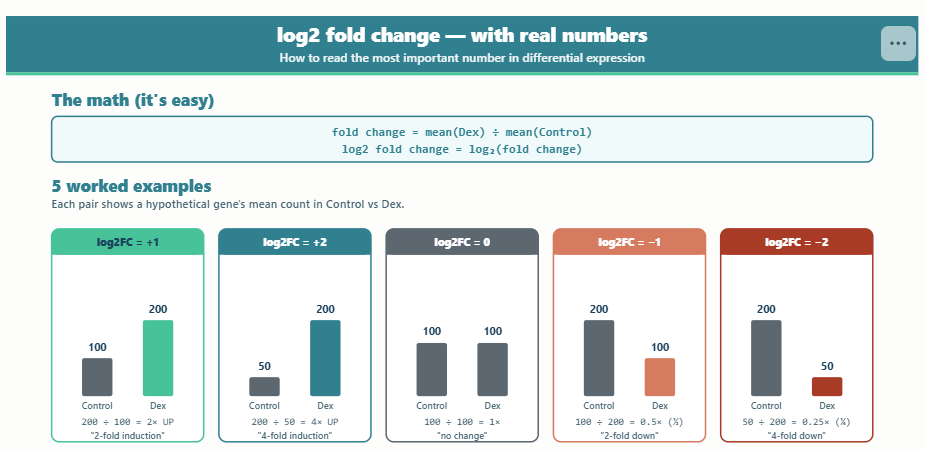 log2 fold change — with real numbers
How to read the most important number in differential expression
The math (it's easy)
fold change = mean(Dex) ÷ mean(Control)
log2 fold change = log₂(fold change)
5 worked examples
Each pair shows a hypothetical gene's mean count in Control vs Dex.
log2FC = +1
100
200
Control
Dex
200 ÷ 100 = 2× UP
"2-fold induction"
log2FC = +2
50
200
Control
Dex
200 ÷ 50 = 4× UP
"4-fold induction"
log2FC = 0
100
100
Control
Dex
100 ÷ 100 = 1×
"no change"
log2FC = −1
200
100
Control
Dex
100 ÷ 200 = 0.5× (½)
"2-fold down"
log2FC = −2
200
50
Control
Dex
50 ÷ 200 = 0.25× (¼)
"4-fold down"